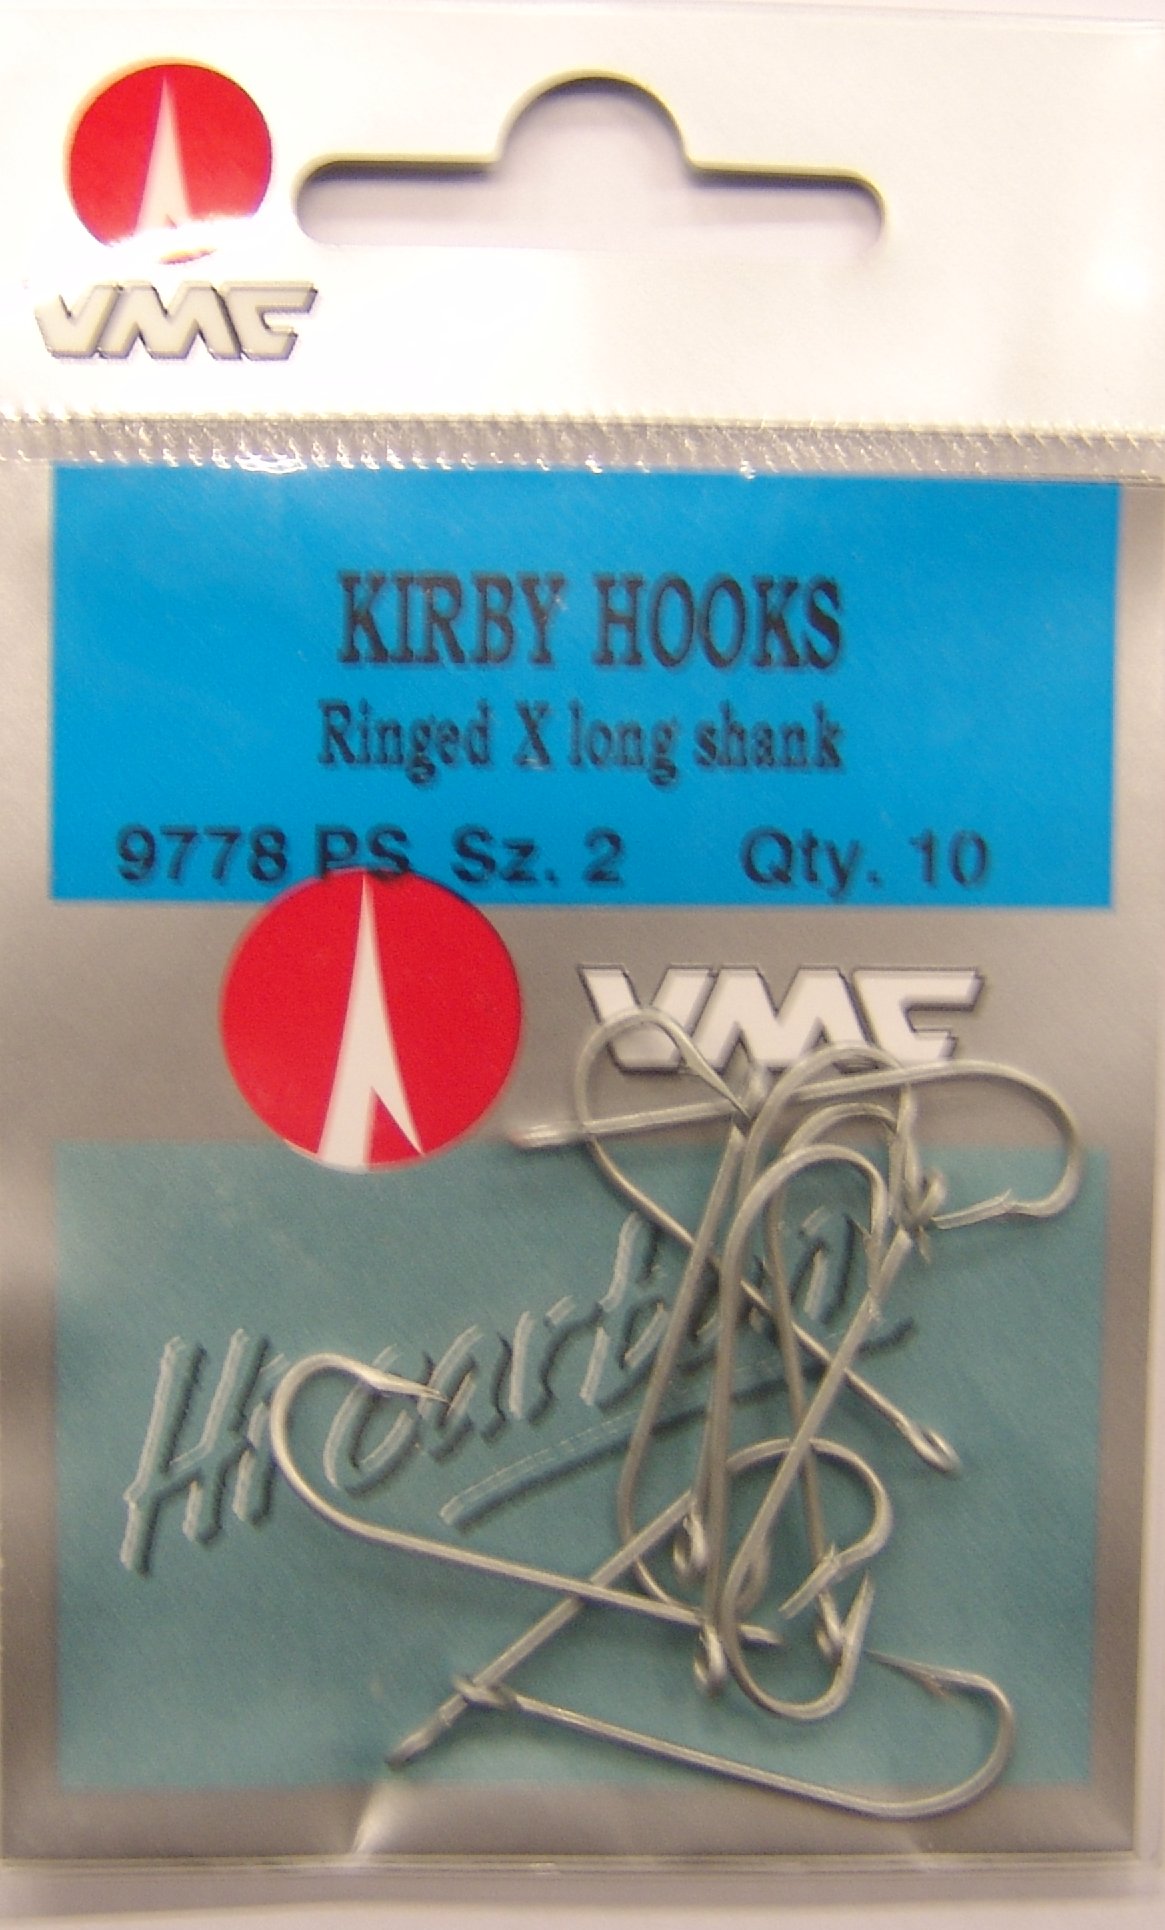 VMC
KIRBY HOOKS
Ringed X long shank
9778 PS Sz. 2 Qty. 10
VMC
Hi carbon